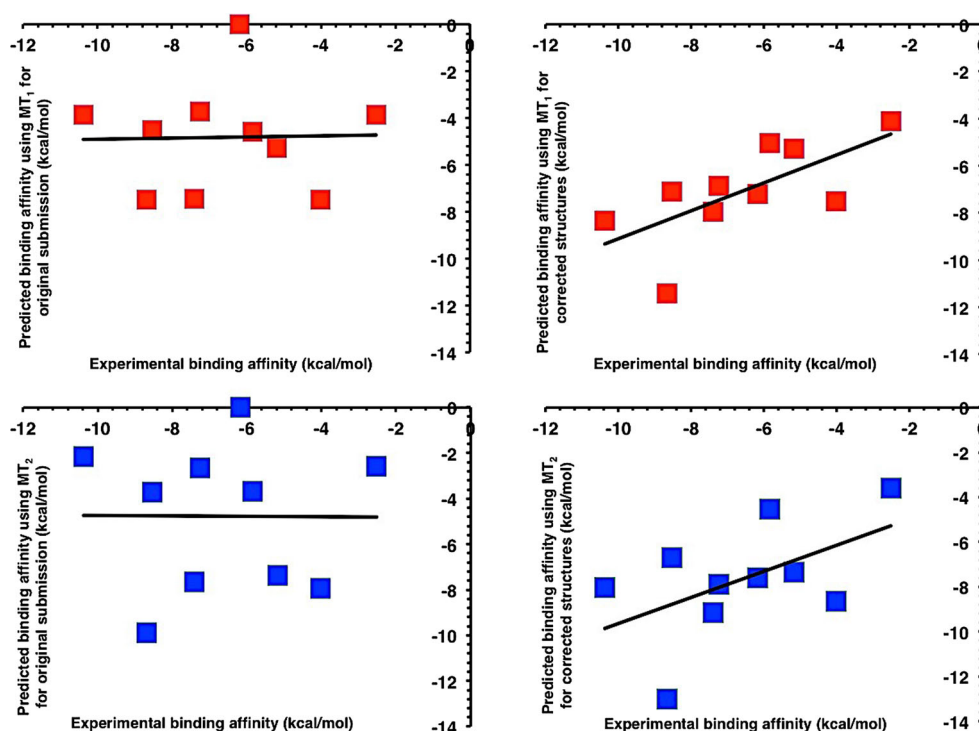 0
-12 -10 -8 -6 -4 -2 0
-2
-4
-6
-8
-10
-12
-14
Predicted binding affinity using MT1 for
original submission (kcal/mol)
Experimental binding affinity (kcal/mol)
0
-12 -10 -8 -6 -4 -2
-2
-4
-6
-8
-10
-12
-14
Predicted binding affinity using MT1, for
corrected structures (kcal/mol)
Experimental binding affinity (kcal/mol)
0
-12 -10 -8 -6 -4 -2 0
-2
-4
-6
-8
-10
-12
-14
Predicted binding affinity using MT2
for original submission (kcal/mol)
Experimental binding affinity (kcal/mol)
0
-12 -10 -8 -6 -4 -2
-2
-4
-6
-8
-10
-12
-14
Predicted binding affinity using MT2
for corrected structures (kcal/mol)
Experimental binding affinity (kcal/mol)